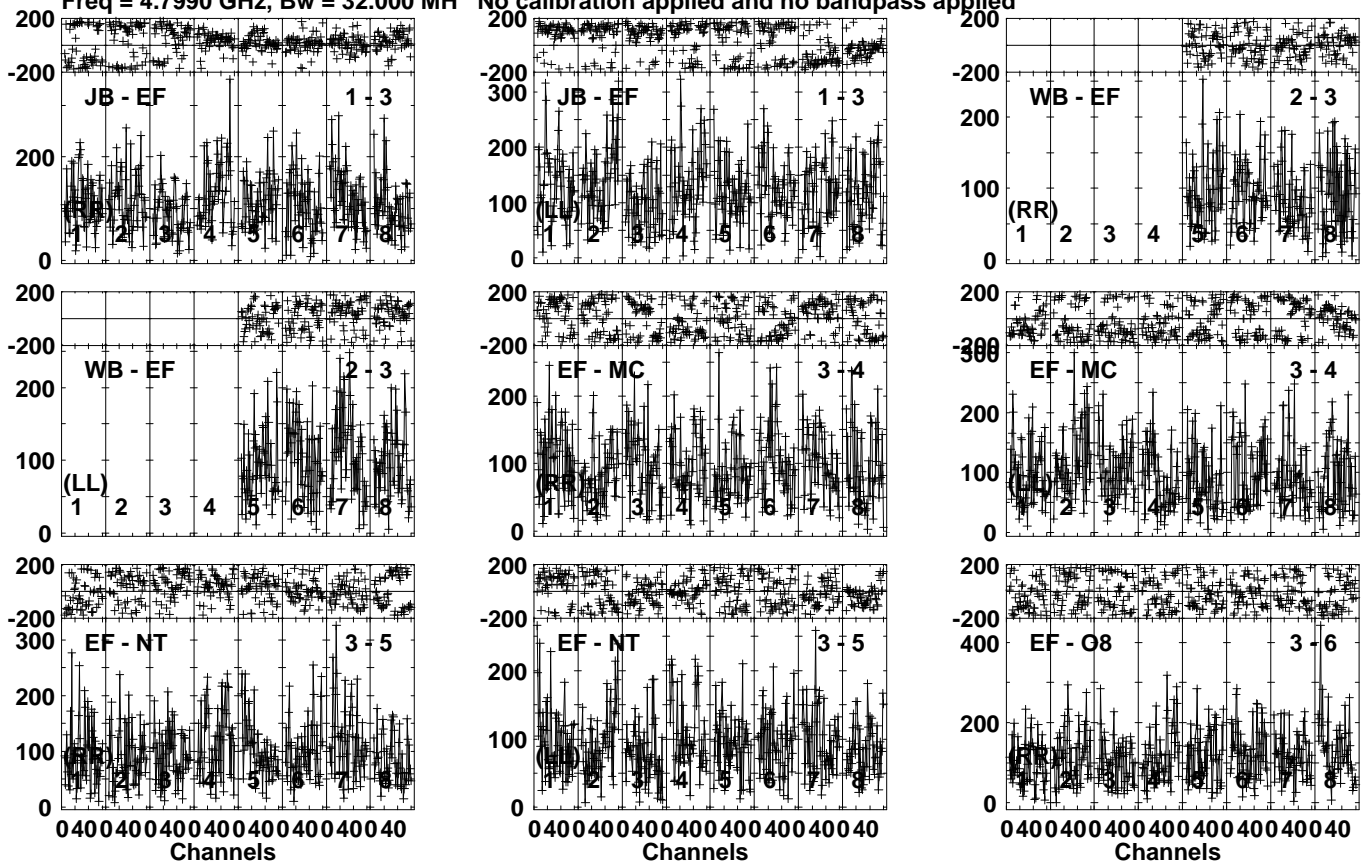 Freq = 4.7990 GHz, Bw = 32.000 MH No calibration applied and no bandpass applied
200
-200
JB - EF 1 - 3
200
(RR)
1 2 3 4 5 6 7 8
0
200
-200
300
JB - EF 1 - 3
200
100
(LL)
1 2 3 4 5 6 7 8
0
200
-200
WB - EF 2 - 3
200
100
(RR)
1 2 3 4 5 6 7 8
0
200
-200
WB - EF 2 - 3
200
100
(LL)
1 2 3 4 5 6 7 8
0
200
-200
EF - MC 3 - 4
200
100
(RR)
1 2 3 4 5 6 7 8
0
200
-200
300
EF - MC 3 - 4
200
100
(LL)
1 2 3 4 5 6 7 8
0
200
-200
300
EF - NT 3 - 5
200
100
(RR)
1 2 3 4 5 6 7 8
0
0 40 0 40 0 40 0 40 0 40 0 40 0 40 0 40
Channels
200
-200
EF - NT 3 - 5
200
100
(LL)
1 2 3 4 5 6 7 8
0
0 40 0 40 0 40 0 40 0 40 0 40 0 40 0 40
Channels
200
-200
400
EF - O8 3 - 6
200
(RR)
1 2 3 4 5 6 7 8
0
0 40 0 40 0 40 0 40 0 40 0 40 0 40 0 40
Channels